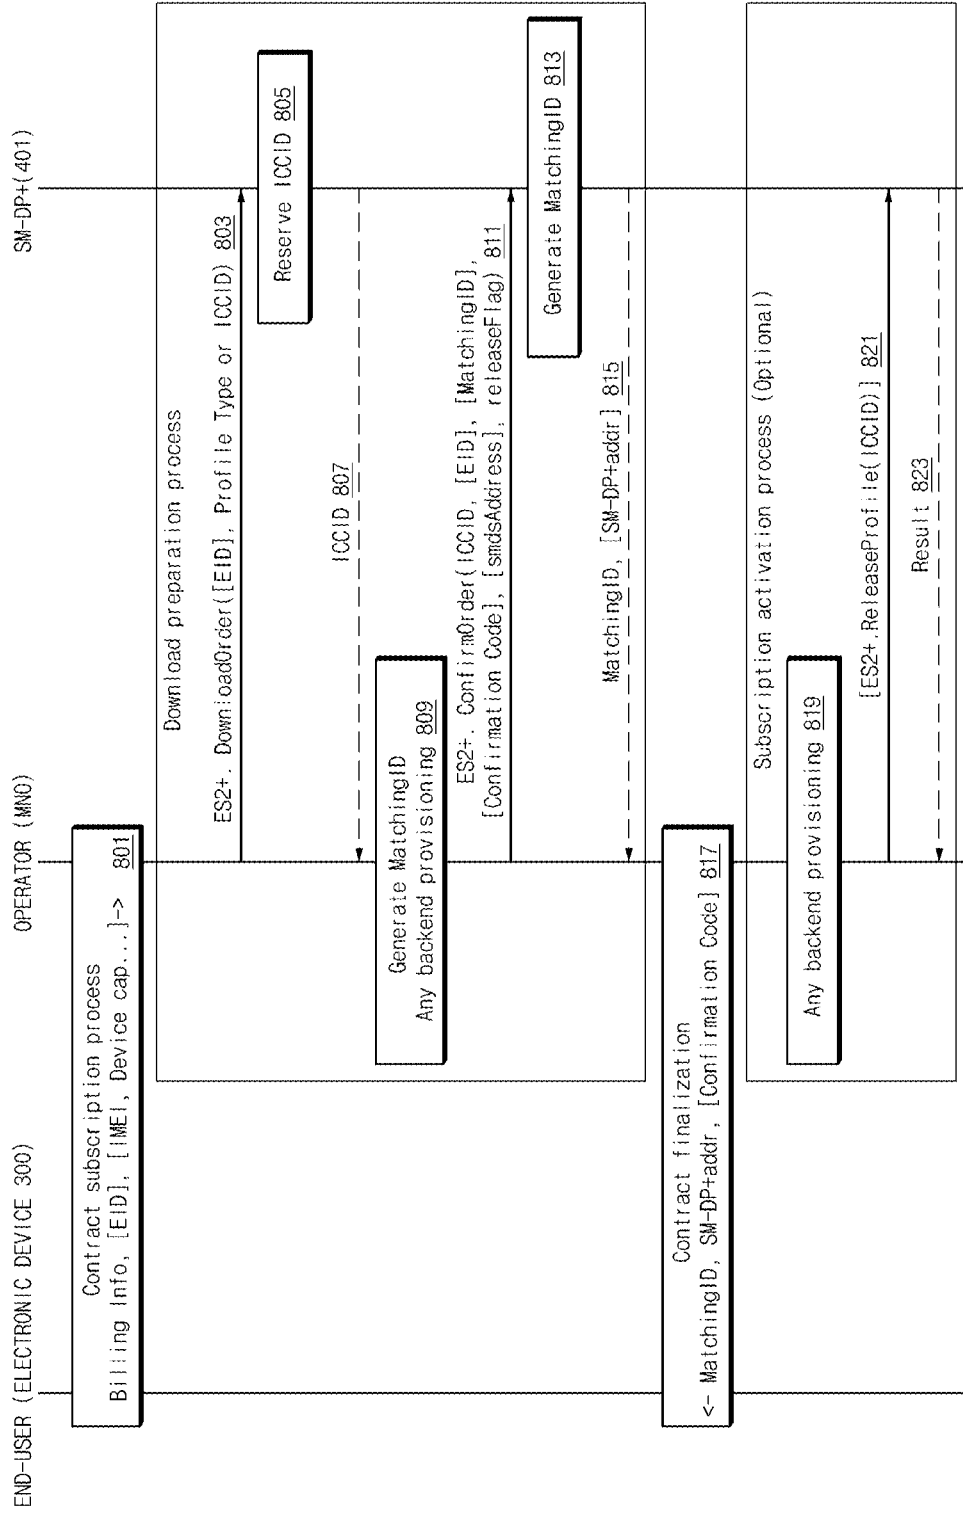 END-USER (ELECTRONIC DEVICE 300)
OPERATOR (MNO)
SM-DP+(401)
Contract subscription process
Billing Info, [EID], [IMEI, Device cap...]-> 801
Download preparation process
ES2+. DownloadOrder([EID], Profile Type or ICCID) 803
Reserve ICCID 805
ICCID 807
Generate MatchingID
Any backend provisioning 809
ES2+. ConfirmOrder(ICCID, [EID], [MatchingID],
[Confirmation Code], [smdsAddress], releaseFlag) 811
Generate MatchingID 813
MatchingID, [SM-DP+addr] 815
Contract finalization
<- MatchingID, SM-DP+addr, [Confirmation Code] 817
Subscription activation process (Optional)
Any backend provisioning 819
[ES2+.ReleaseProfile(ICCID)] 821
Result 823